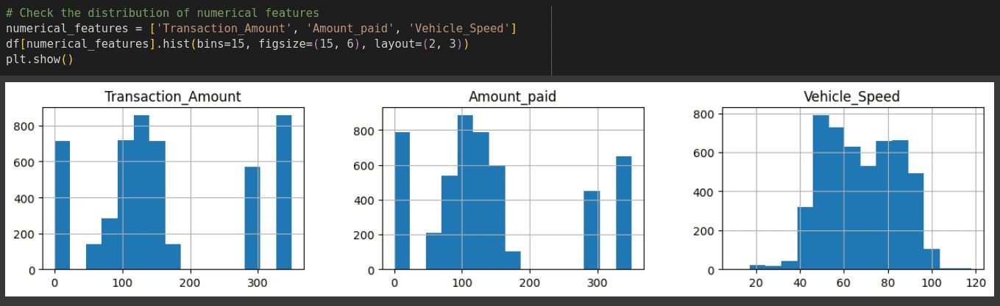 # Check the distribution of numerical features
numerical_features = ['Transaction_Amount', 'Amount_paid', 'Vehicle_Speed']
df[numerical_features].hist(bins=15, figsize=(15, 6), layout=(2, 3))
plt.show()
Transaction_Amount
800
600
400
200
0
0 100 200 300
Amount_paid
800
600
400
200
0
0 100 200 300
Vehicle_Speed
800
600
400
200
0
20 40 60 80 100 120